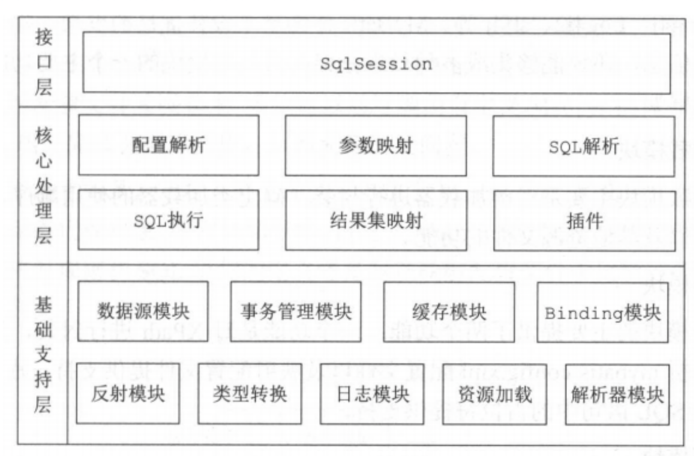 接口层
SqlSession
核心处理层
配置解析
参数映射
SQL解析
SQL执行
结果集映射
插件
基础支持层
数据源模块
事务管理模块
缓存模块
Binding模块
反射模块
类型转换
日志模块
资源加载
解析器模块